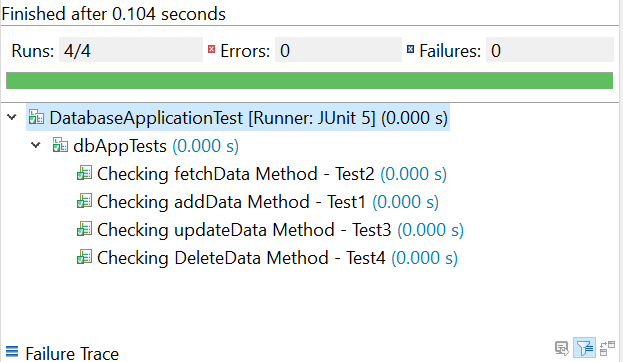 Finished after 0.104 seconds
Runs: 4/4 Errors: 0 Failures: 0
DatabaseApplicationTest [Runner: JUnit 5] (0.000 s)
dbAppTests (0.000 s)
Checking fetchData Method - Test2 (0.000 s)
Checking addData Method - Test1 (0.000 s)
Checking updateData Method - Test3 (0.000 s)
Checking DeleteData Method - Test4 (0.000 s)
Failure Trace